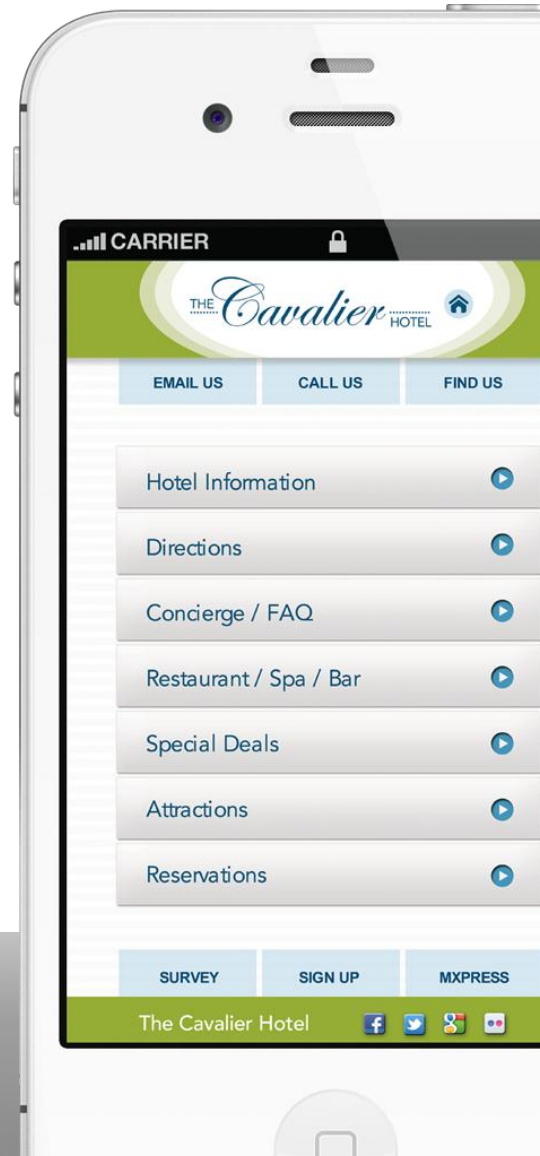 CARRIER
THE Cavalier HOTEL
EMAIL US CALL US FIND US
Hotel Information
Directions
Concierge / FAQ
Restaurant / Spa / Bar
Special Deals
Attractions
Reservations
SURVEY SIGN UP MXPRESS
The Cavalier Hotel f g+